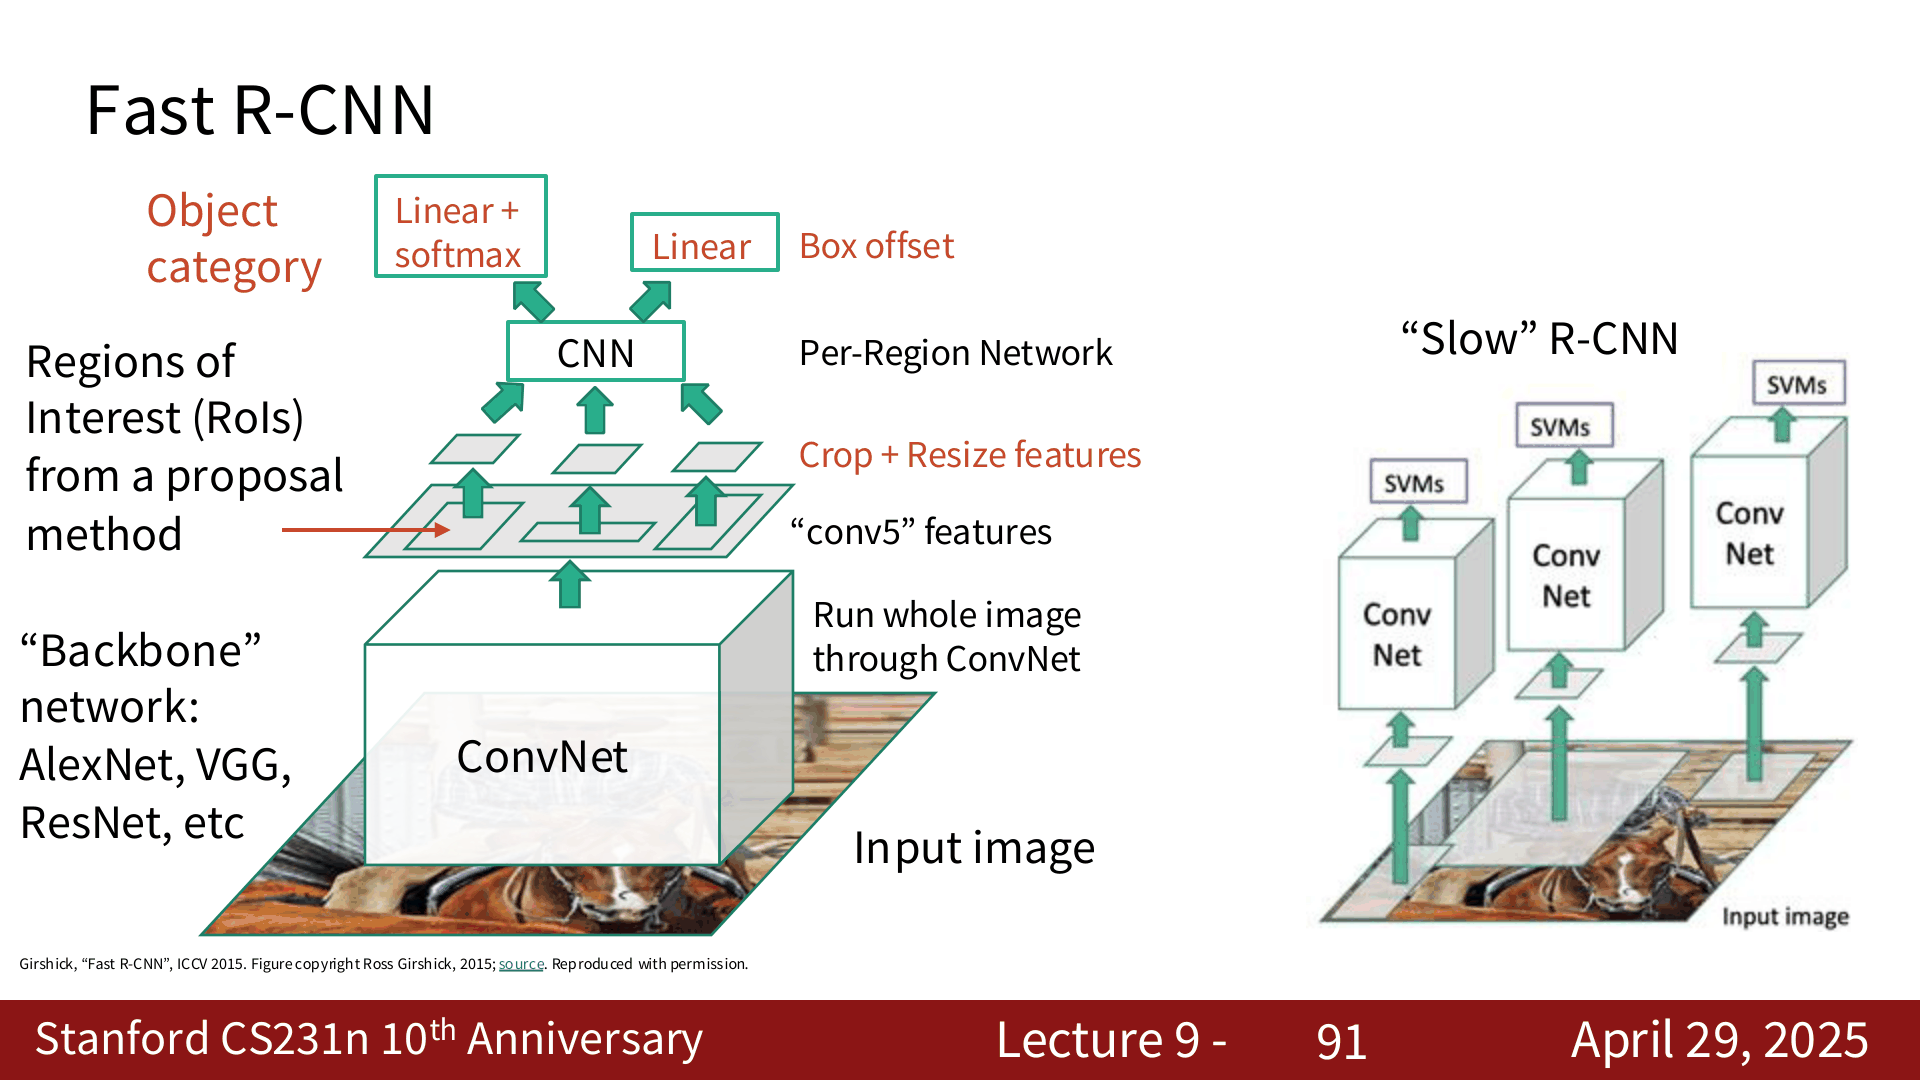 Fast R-CNN
Object
category
Linear +
softmax
Linear
Box offset
CNN
Per-Region Network
Regions of
Interest (RoIs)
from a proposal
method
Crop + Resize features
“conv5” features
Run whole image
through ConvNet
“Backbone”
network:
AlexNet, VGG,
ResNet, etc
ConvNet
Input image
“Slow” R-CNN
SVMs
SVMs
SVMs
Conv
Net
Conv
Net
Conv
Net
Input image
Girshick, “Fast R-CNN”, ICCV 2015. Figure copyright Ross Girshick, 2015; source. Reproduced with permission.
Stanford CS231n 10th Anniversary
Lecture 9 -
91
April 29, 2025